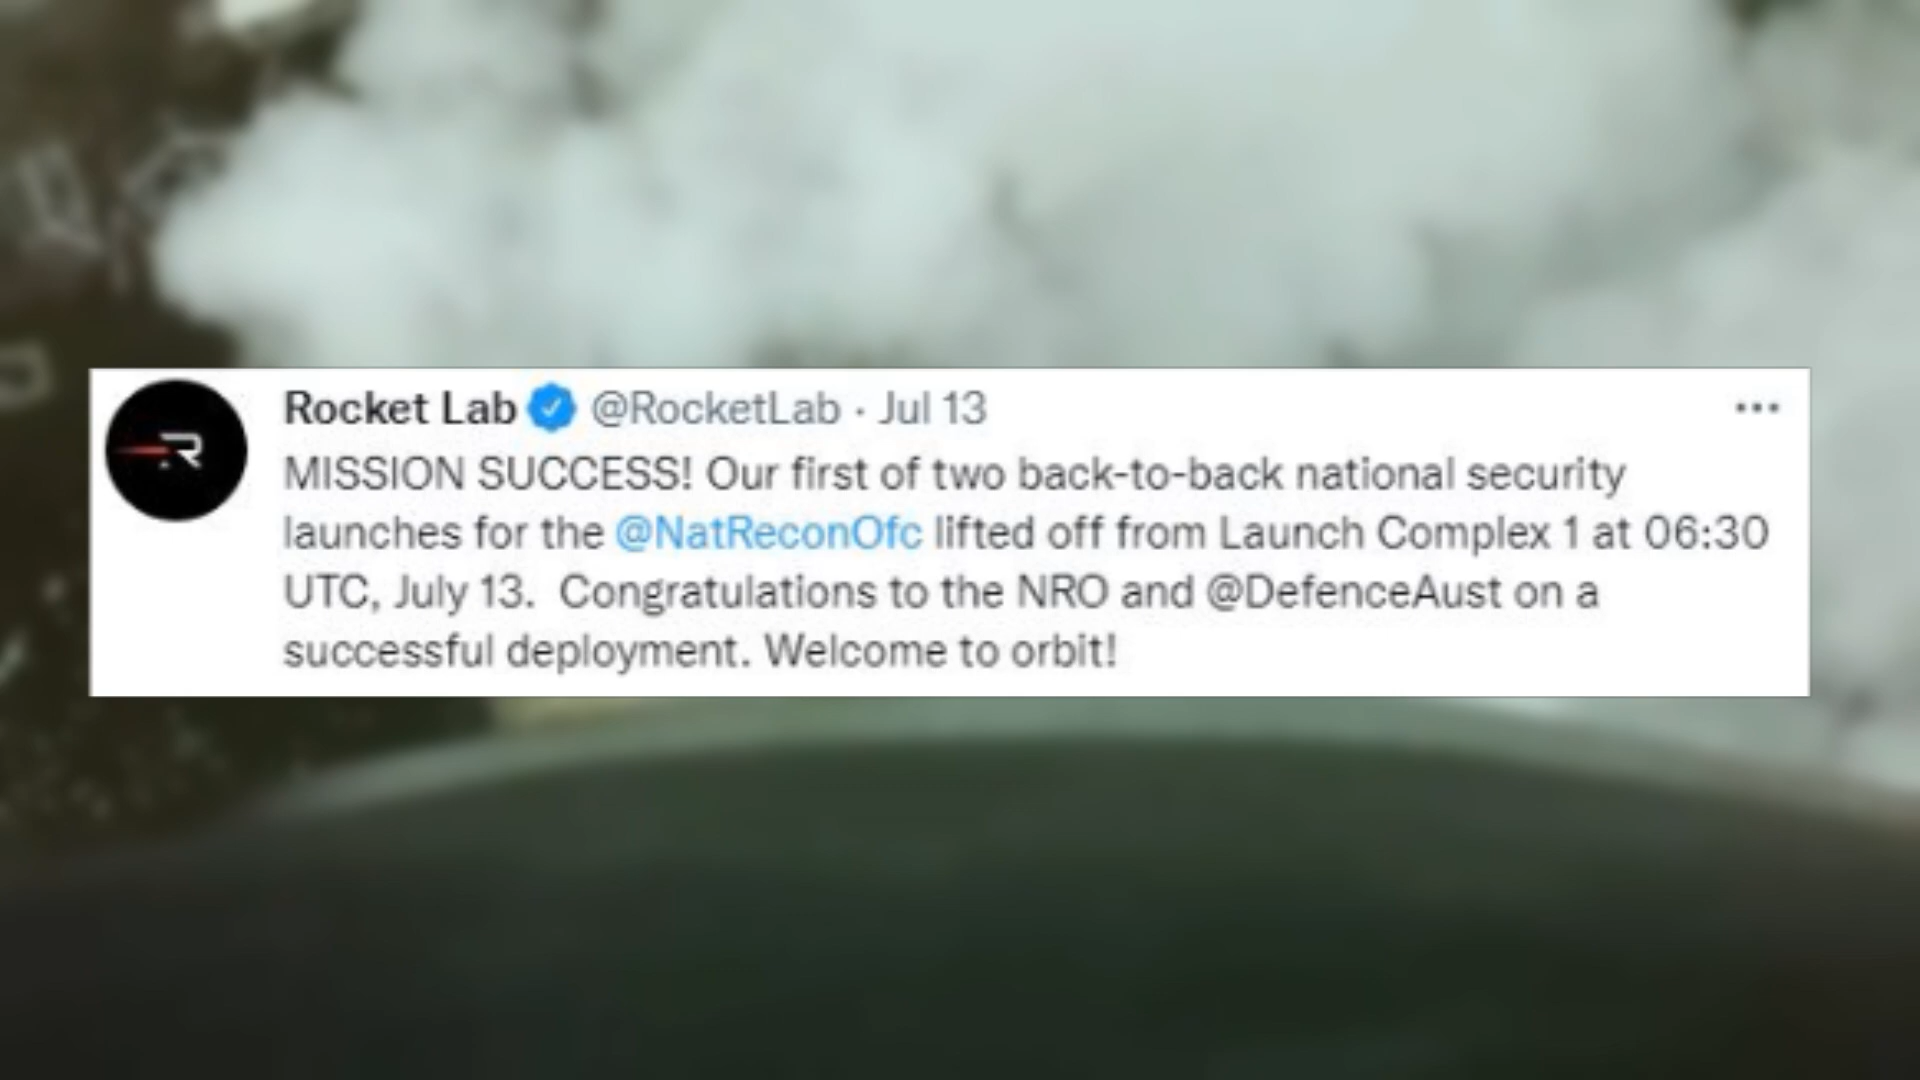 Rocket Lab @RocketLab · Jul 13
MISSION SUCCESS! Our first of two back-to-back national security
launches for the @NatReconOfc lifted off from Launch Complex 1 at 06:30
UTC, July 13.  Congratulations to the NRO and @DefenceAust on a
successful deployment. Welcome to orbit!